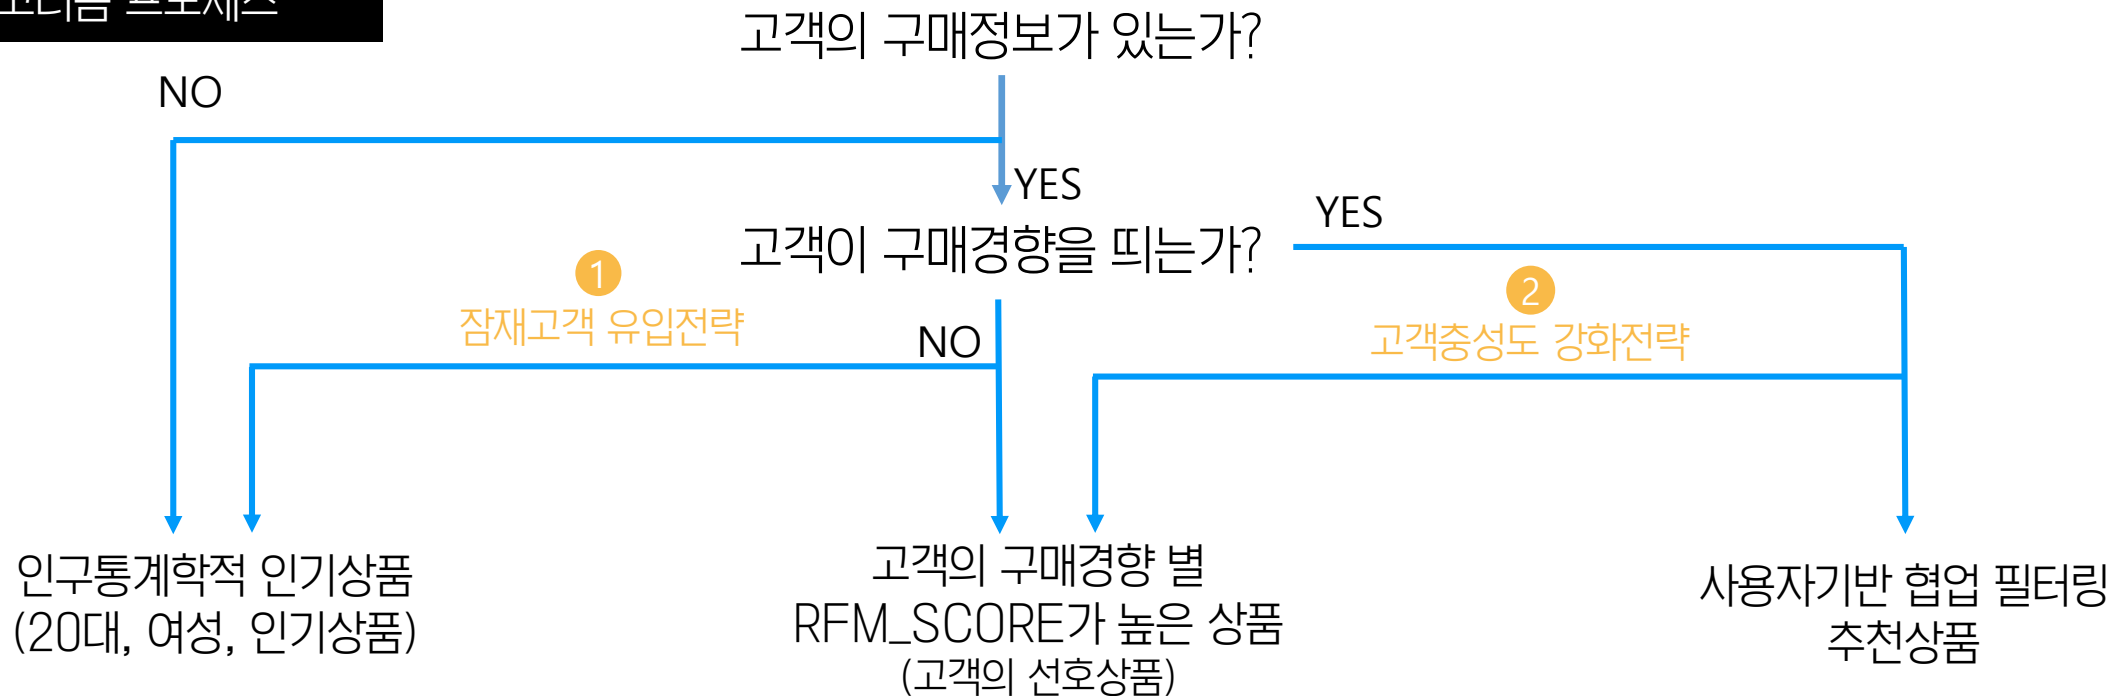 고객의 구매정보가 있는가?
NO
YES
YES
고객이 구매경향을 띄는가?
1
잠재고객 유입전략
2
고객충성도 강화전략
NO
인구통계학적 인기상품
(20대, 여성, 인기상품)
고객의 구매경향 별
RFM_SCORE가 높은 상품
(고객의 선호상품)
사용자기반 협업 필터링
추천상품